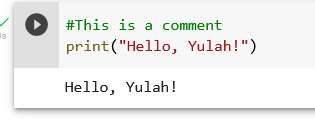 #This is a comment
print("Hello, Yulah!")
Hello, Yulah!